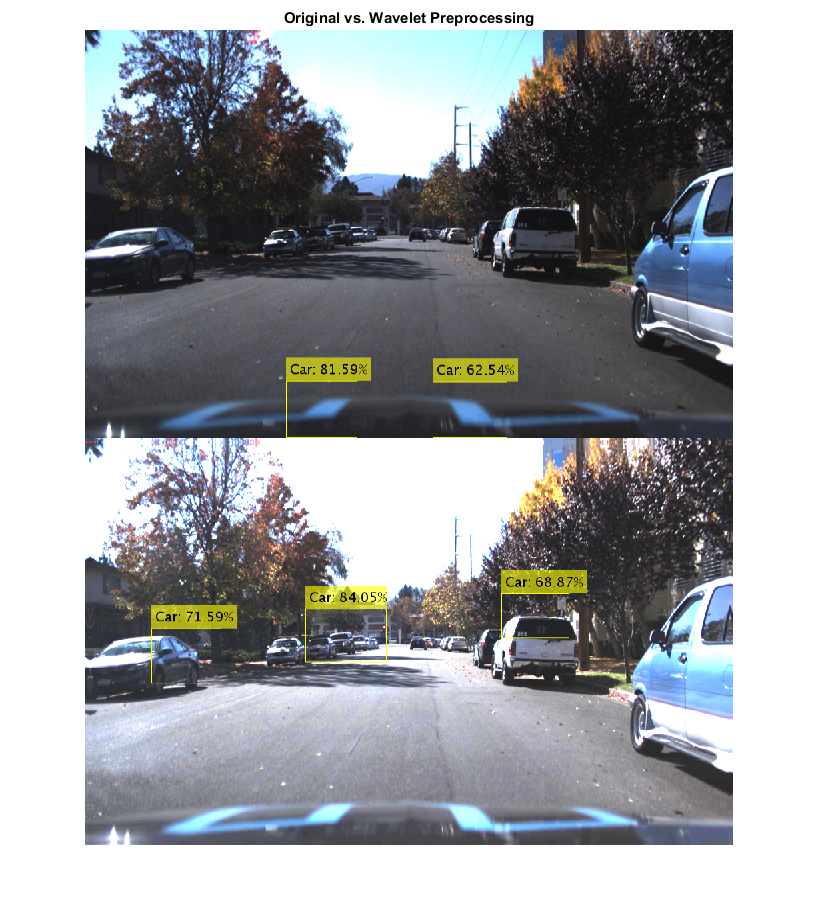 Original vs. Wavelet Preprocessing
Car: 81.59%
Car: 62.54%
Car: 68.87%
Car: 84.05%
Car: 71.59%